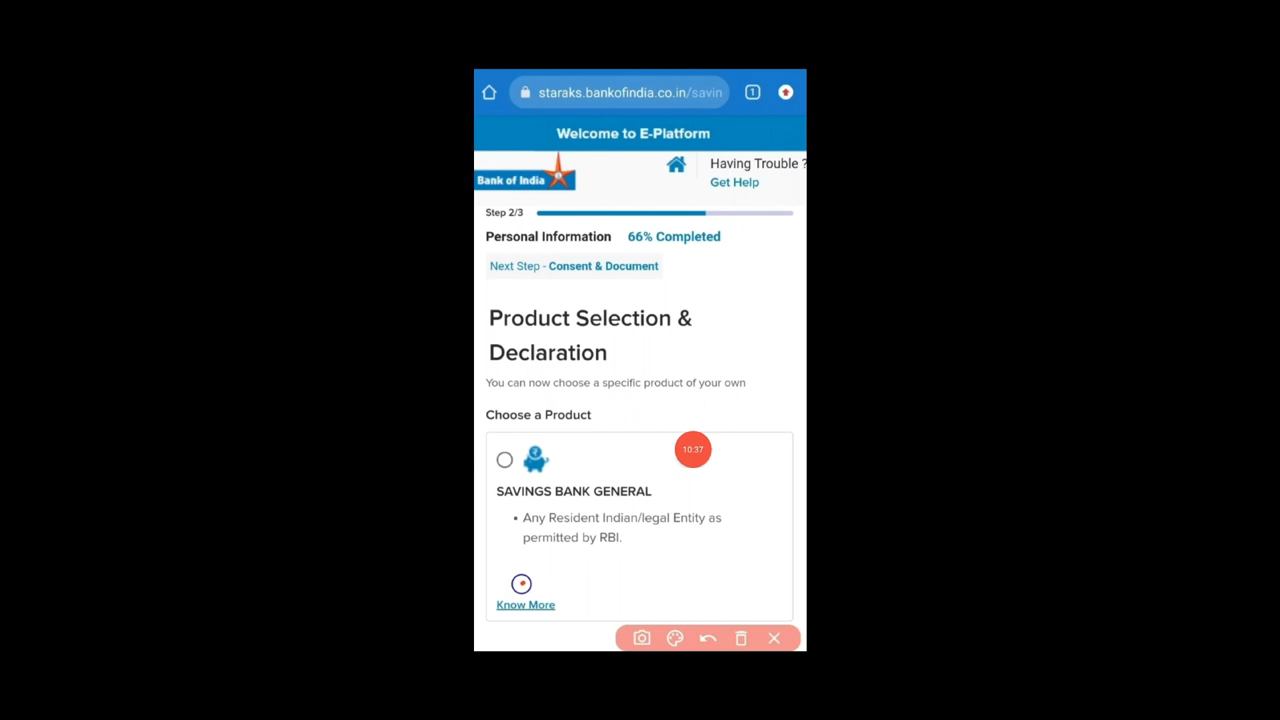 staraks.bankofindia.co.in/savin
1
Welcome to E-Platform
Bank of India
Having Trouble ?
Get Help
Step 2/3
Personal Information 66% Completed
Next Step - Consent & Document
Product Selection &
Declaration
You can now choose a specific product of your own
Choose a Product
10:37
SAVINGS BANK GENERAL
• Any Resident Indian/legal Entity as
permitted by RBI.
Know More